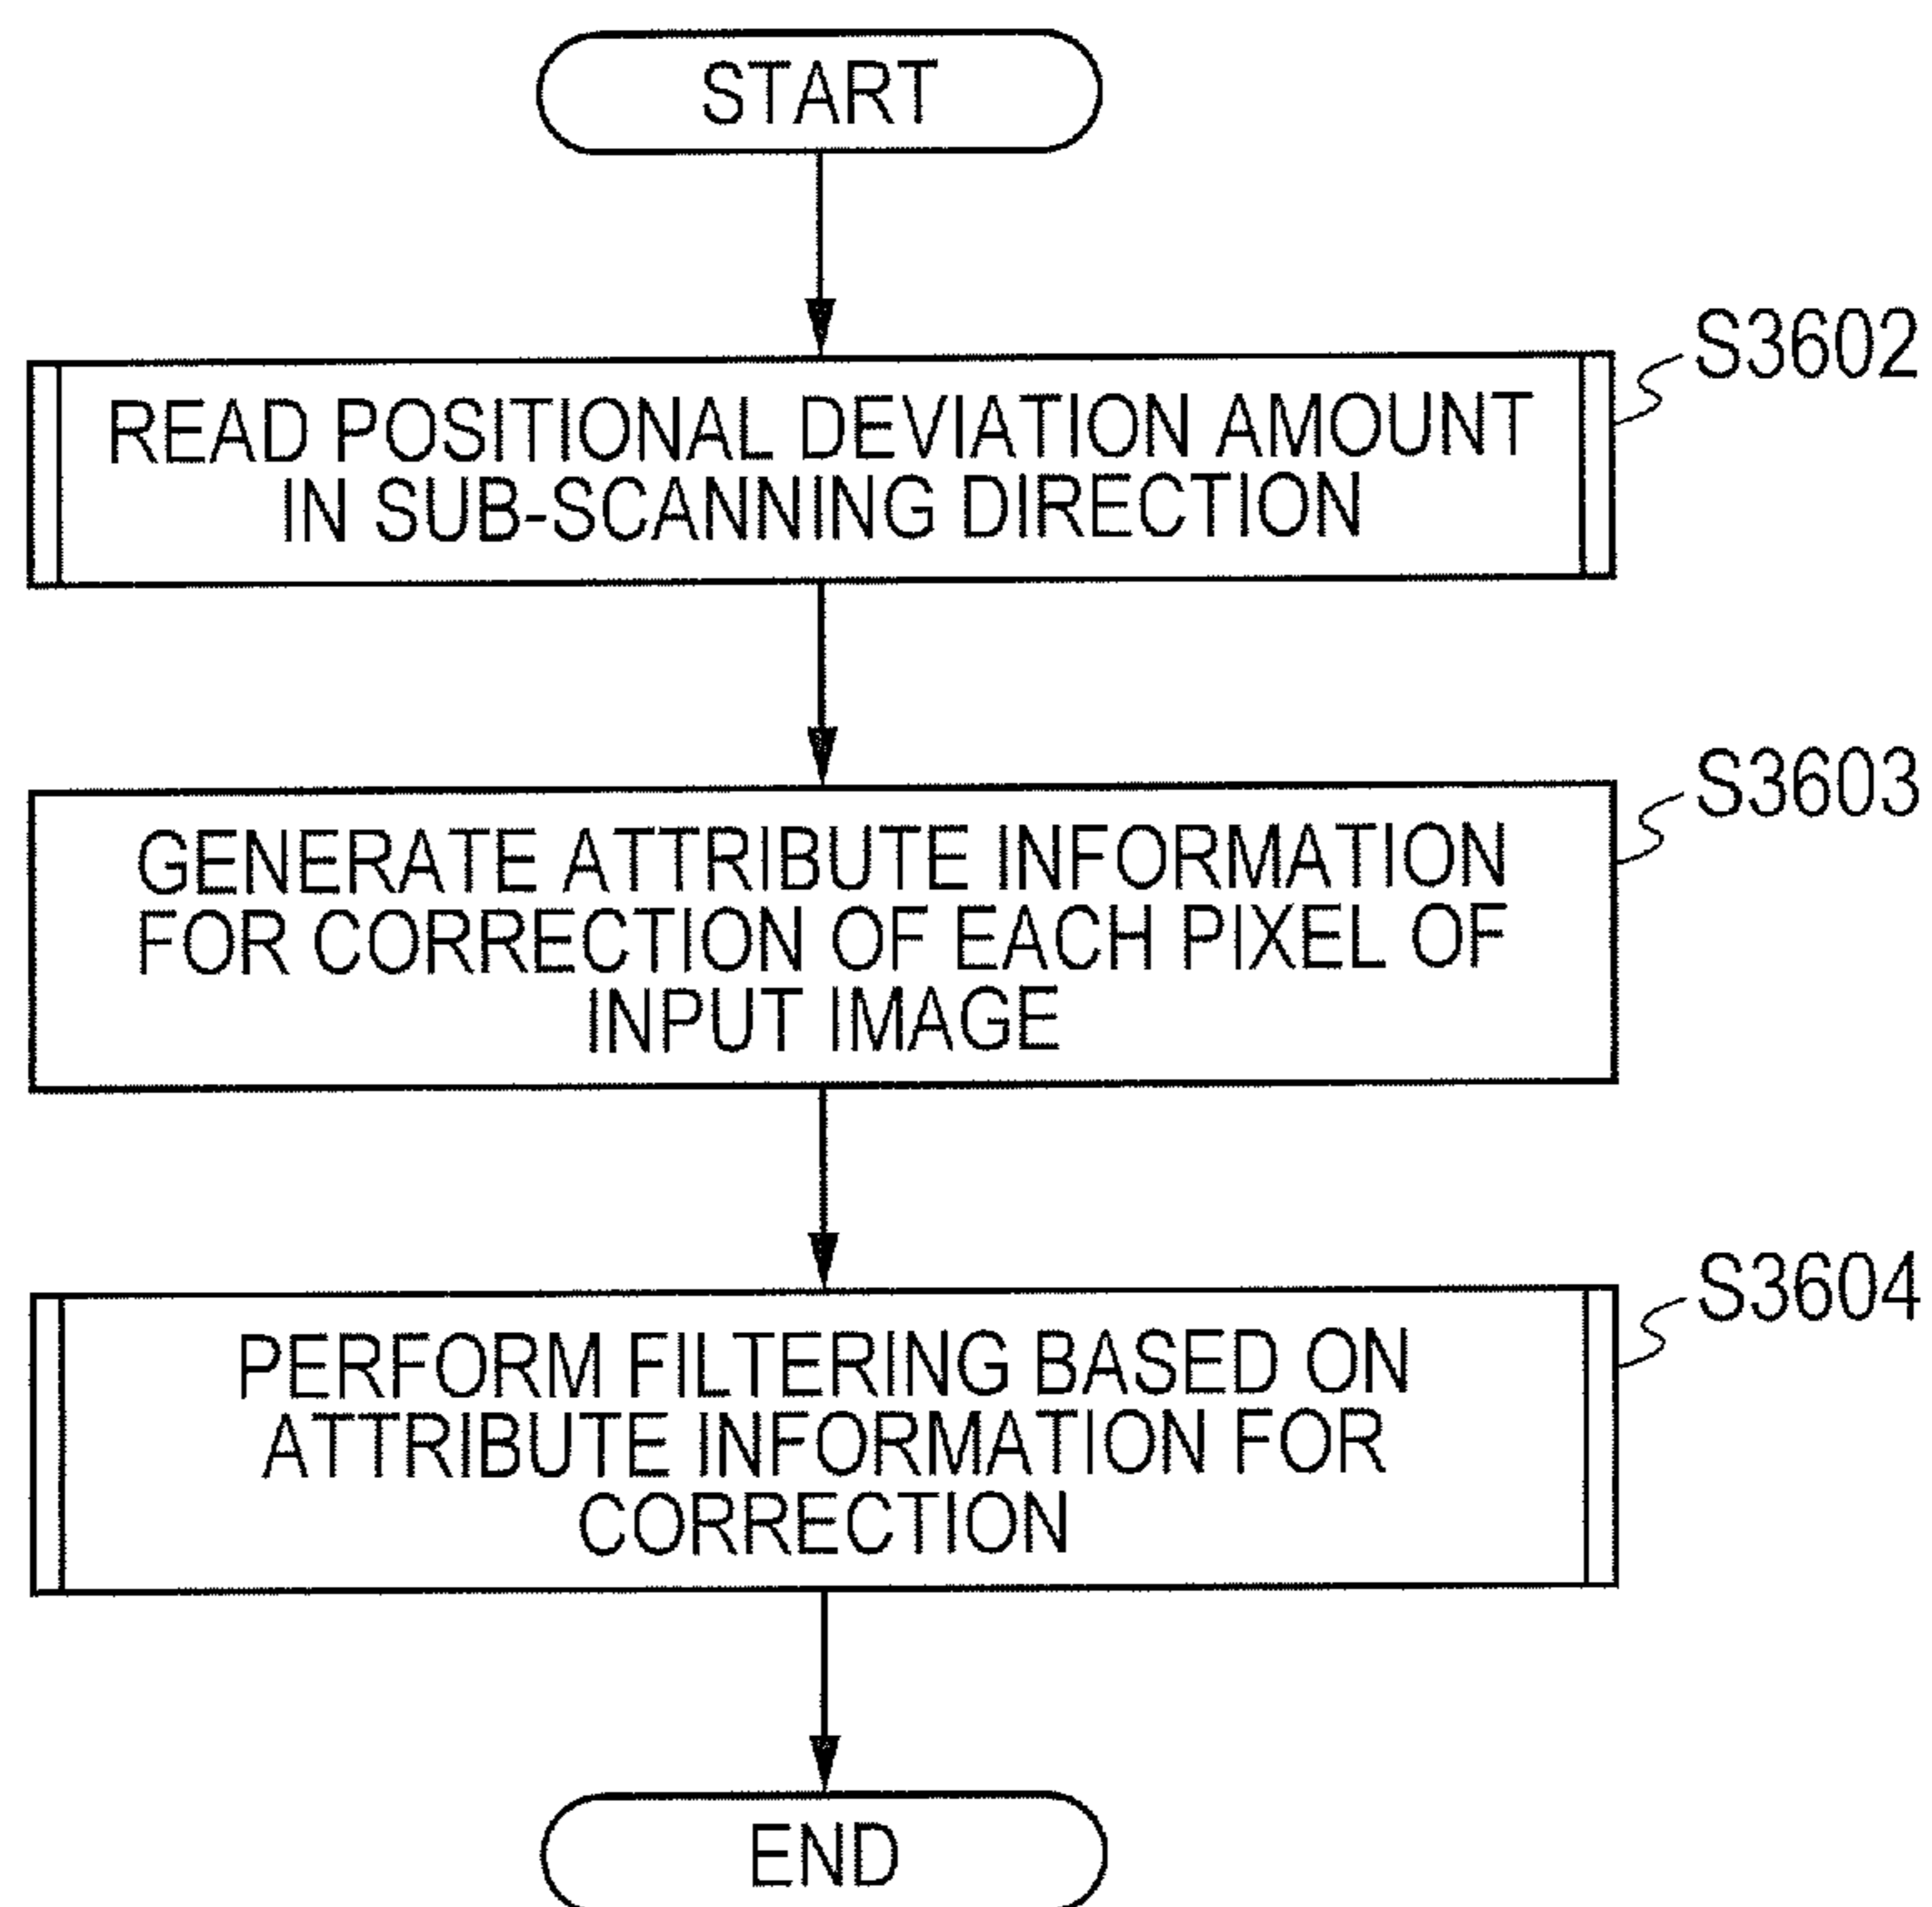 START
S3602
READ POSITIONAL DEVIATION AMOUNT
IN SUB-SCANNING DIRECTION
S3603
GENERATE ATTRIBUTE INFORMATION
FOR CORRECTION OF EACH PIXEL OF
INPUT IMAGE
S3604
PERFORM FILTERING BASED ON
ATTRIBUTE INFORMATION FOR
CORRECTION
END